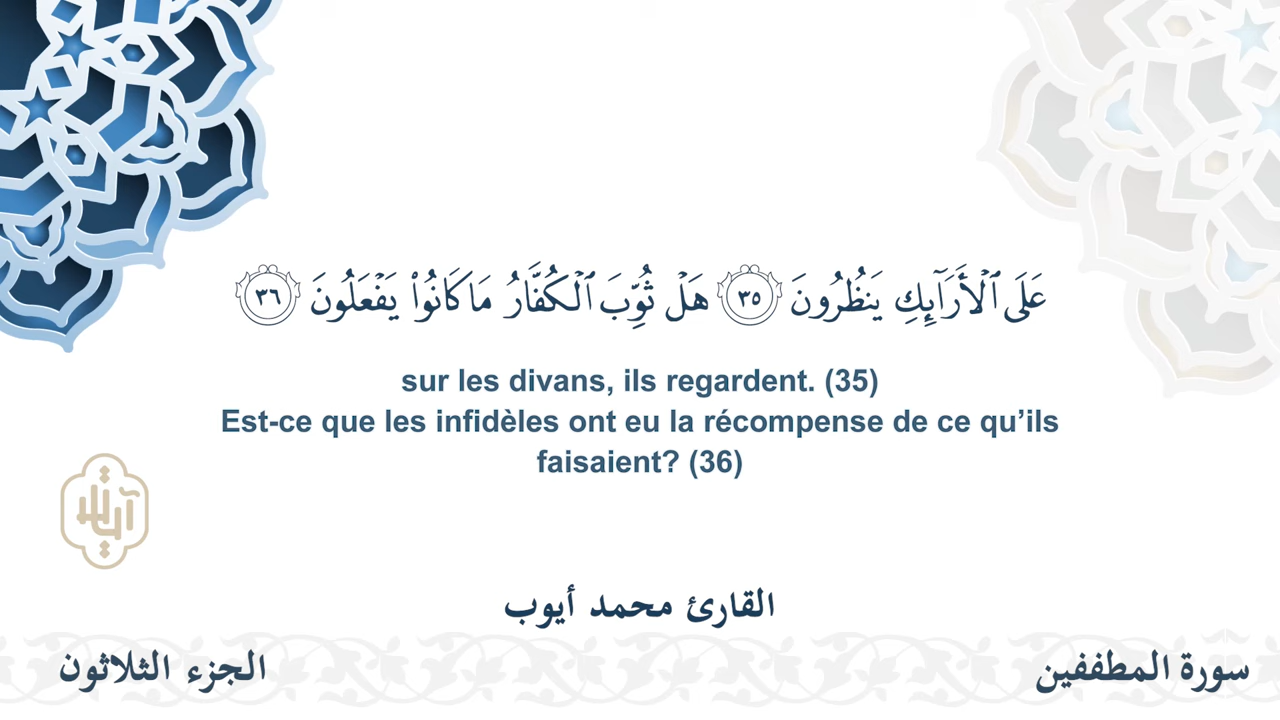 عَلَى ٱلْأَرَآئِكِ يَنظُرُونَ ٣٥ هَلْ ثُوِّبَ ٱلْكُفَّارُ مَا كَانُوا۟ يَفْعَلُونَ ٣٦
sur les divans, ils regardent. (35)
Est-ce que les infidèles ont eu la récompense de ce qu’ils
faisaient? (36)
القارئ محمد أيوب
سورة المطففين
الجزء الثلاثون